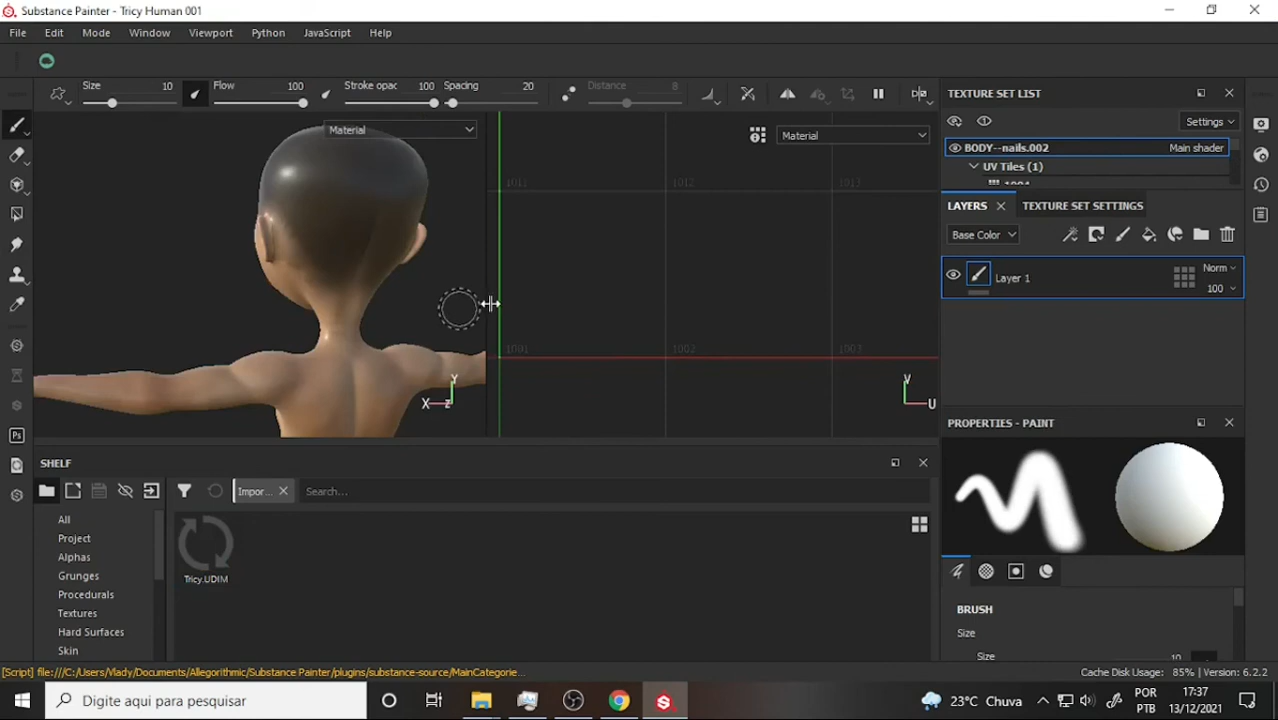 Substance Painter - Tricy Human 001
File Edit Mode Window Viewport Python JavaScript Help
Size 10 Flow 100 Stroke opac 100 Spacing 20 Distance 8
Material
Material
1011 1012 1013
1001 1002 1003
Y
X z
V
U
TEXTURE SET LIST
Settings
BODY--nails.002 Main shader
UV Tiles (1)
1001
LAYERS TEXTURE SET SETTINGS
Base Color
Layer 1 Norm
100
PROPERTIES - PAINT
BRUSH
Size
Size 10
SHELF
Impor... Search...
All
Project
Alphas
Grunges
Procedurals
Textures
Hard Surfaces
Skin
Tricy.UDIM
[Script] file:///C:/Users/Vlady/Documents/Allegorithmic/Substance Painter/plugins/substance-source/MainCategorie...
Cache Disk Usage: 85% | Version: 6.2.2
Digite aqui para pesquisar
Ps
23°C Chuva
POR
PTB
17:37
13/12/2021